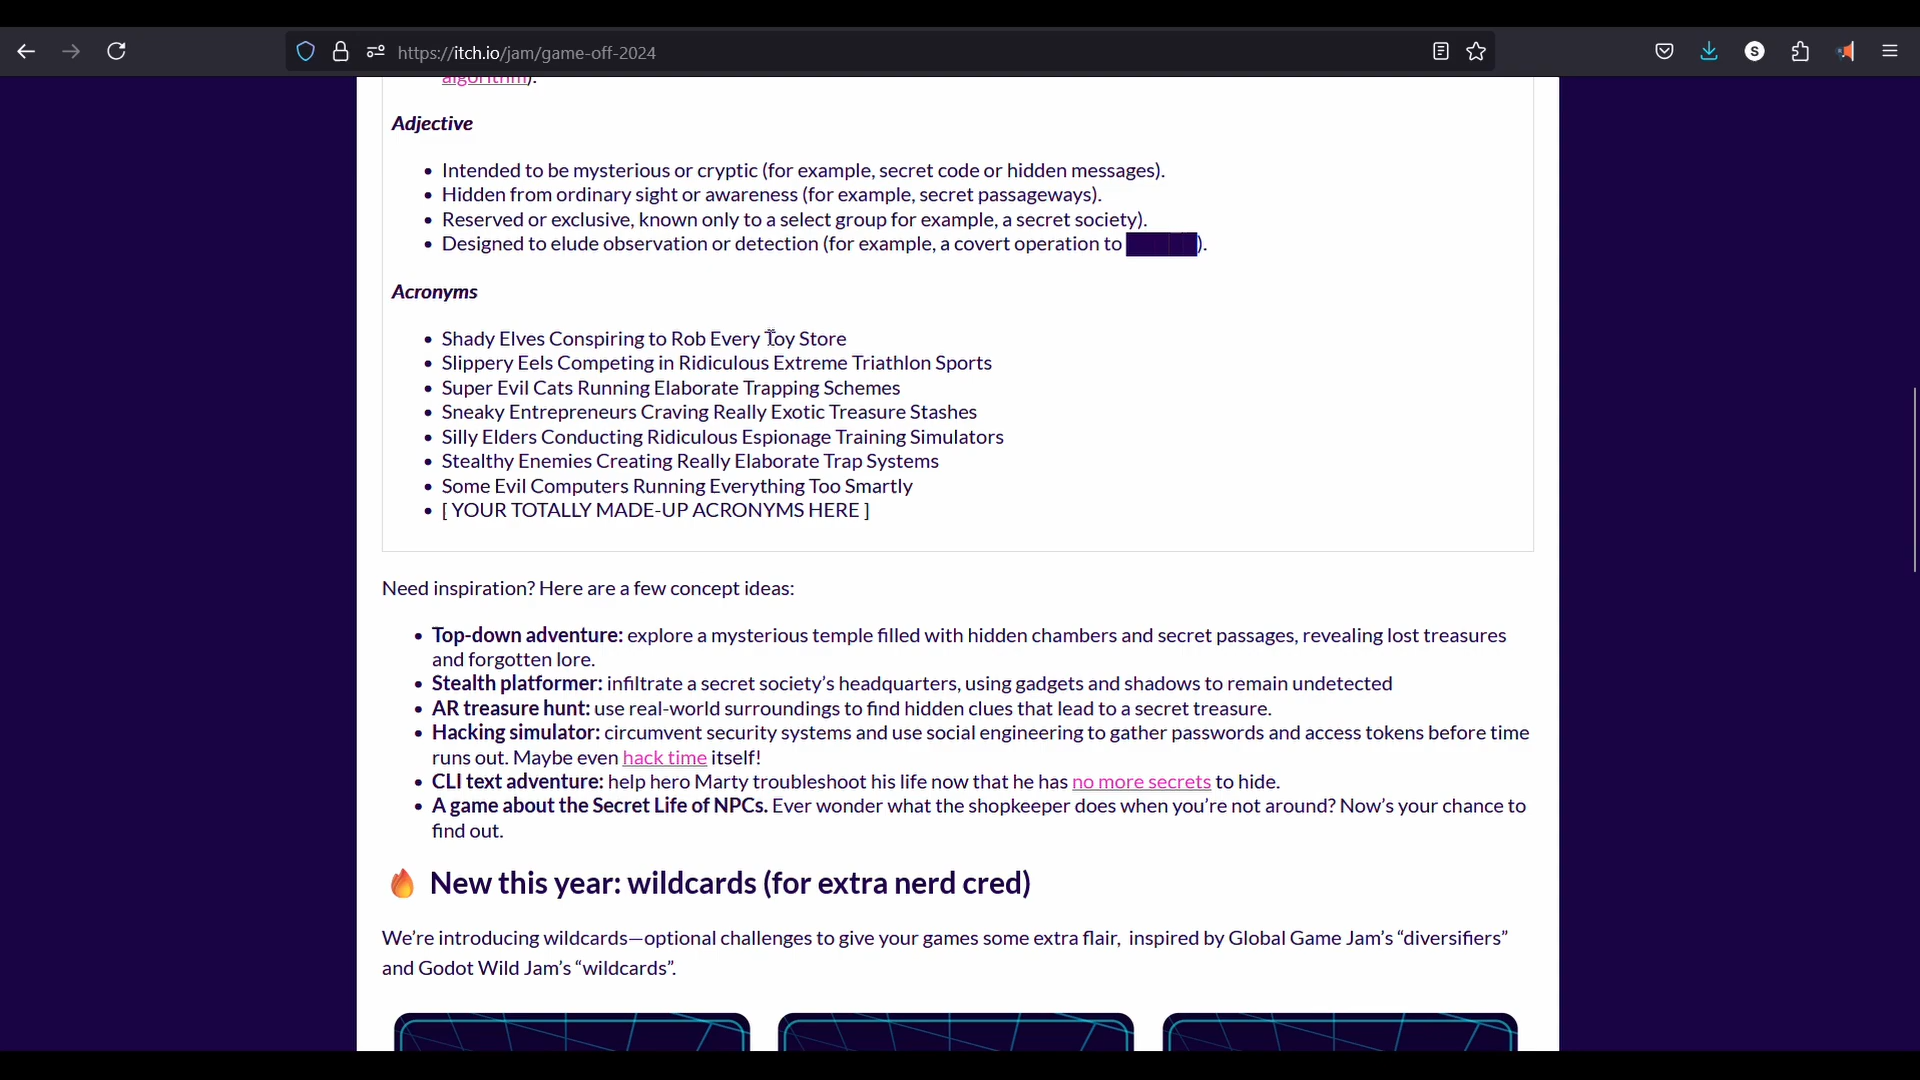 https://itch.io/jam/game-off-2024
S
algorithm).
Adjective
• Intended to be mysterious or cryptic (for example, secret code or hidden messages).
• Hidden from ordinary sight or awareness (for example, secret passageways).
• Reserved or exclusive, known only to a select group for example, a secret society).
• Designed to elude observation or detection (for example, a covert operation to ██████).
Acronyms
• Shady Elves Conspiring to Rob Every Toy Store
• Slippery Eels Competing in Ridiculous Extreme Triathlon Sports
• Super Evil Cats Running Elaborate Trapping Schemes
• Sneaky Entrepreneurs Craving Really Exotic Treasure Stashes
• Silly Elders Conducting Ridiculous Espionage Training Simulators
• Stealthy Enemies Creating Really Elaborate Trap Systems
• Some Evil Computers Running Everything Too Smartly
• [ YOUR TOTALLY MADE-UP ACRONYMS HERE ]
Need inspiration? Here are a few concept ideas:
• Top-down adventure: explore a mysterious temple filled with hidden chambers and secret passages, revealing lost treasures
and forgotten lore.
• Stealth platformer: infiltrate a secret society’s headquarters, using gadgets and shadows to remain undetected
• AR treasure hunt: use real-world surroundings to find hidden clues that lead to a secret treasure.
• Hacking simulator: circumvent security systems and use social engineering to gather passwords and access tokens before time
runs out. Maybe even hack time itself!
• CLI text adventure: help hero Marty troubleshoot his life now that he has no more secrets to hide.
• A game about the Secret Life of NPCs. Ever wonder what the shopkeeper does when you’re not around? Now’s your chance to
find out.
🔥 New this year: wildcards (for extra nerd cred)
We’re introducing wildcards—optional challenges to give your games some extra flair, inspired by Global Game Jam’s “diversifiers”
and Godot Wild Jam’s “wildcards”.